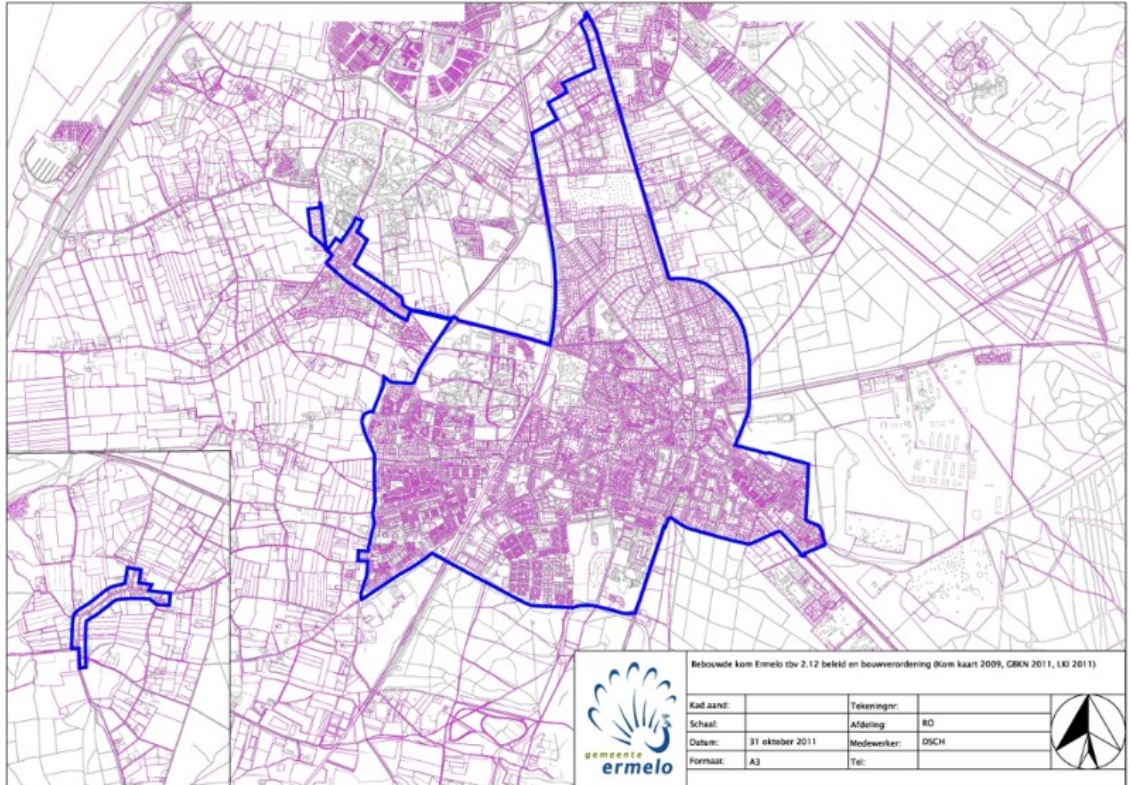 Bebouwde kom Ermelo tbv 2.12 beleid en bouwverordening (Kom kaart 2009, GBKN 2011, LKI 2011)
Kad.aand: Tekeningnr:
Schaal: Afdeling: RO
Datum: 31 oktober 2011 Medewerker: DSCH
Formaat: A3 Tel:
gemeente
ermelo